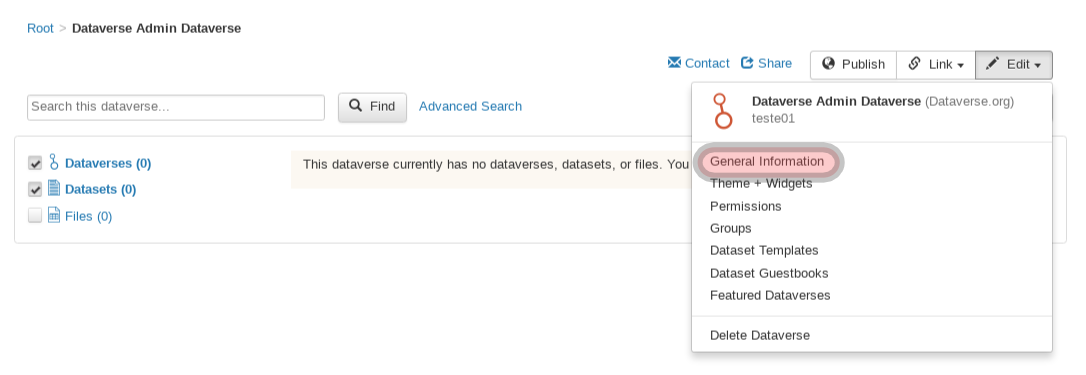 Root > Dataverse Admin Dataverse
Contact Share Publish Link Edit
Search this dataverse... Find Advanced Search
Dataverse Admin Dataverse (Dataverse.org)
teste01
Dataverses (0)
Datasets (0)
Files (0)
This dataverse currently has no dataverses, datasets, or files. You
General Information
Theme + Widgets
Permissions
Groups
Dataset Templates
Dataset Guestbooks
Featured Dataverses
Delete Dataverse